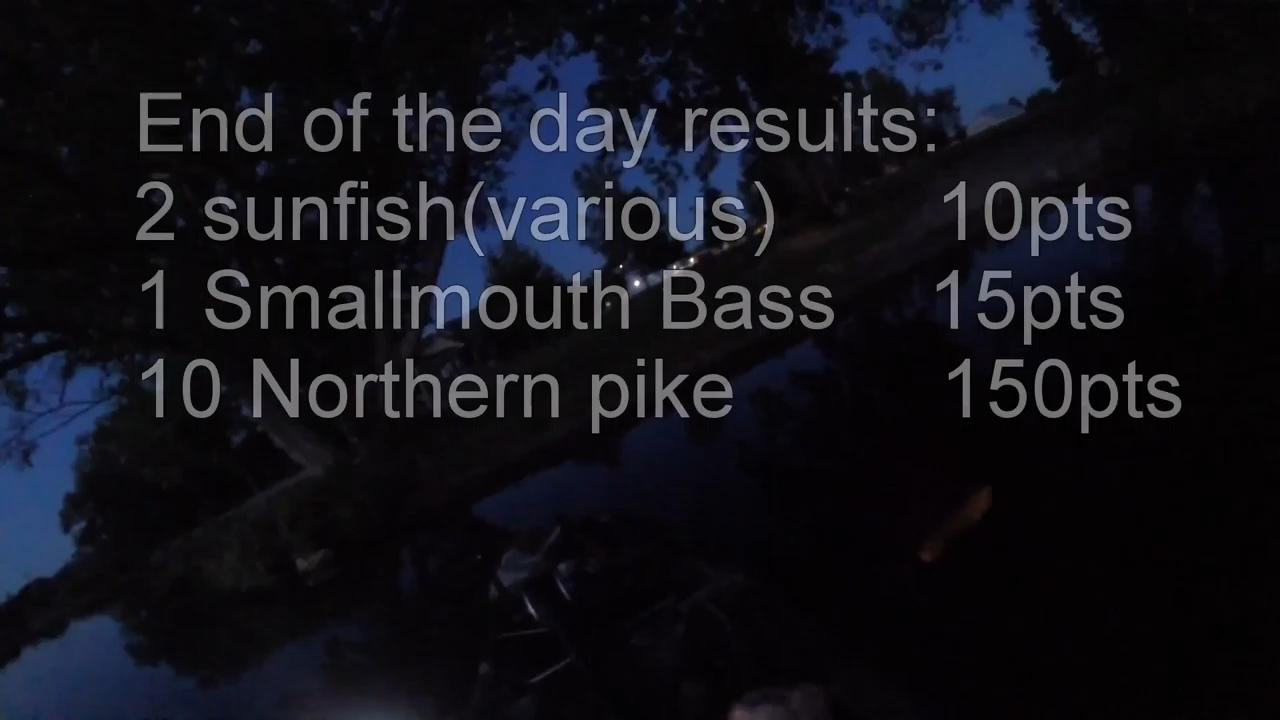 End of the day results:
2 sunfish(various) 10pts
1 Smallmouth Bass 15pts
10 Northern pike 150pts